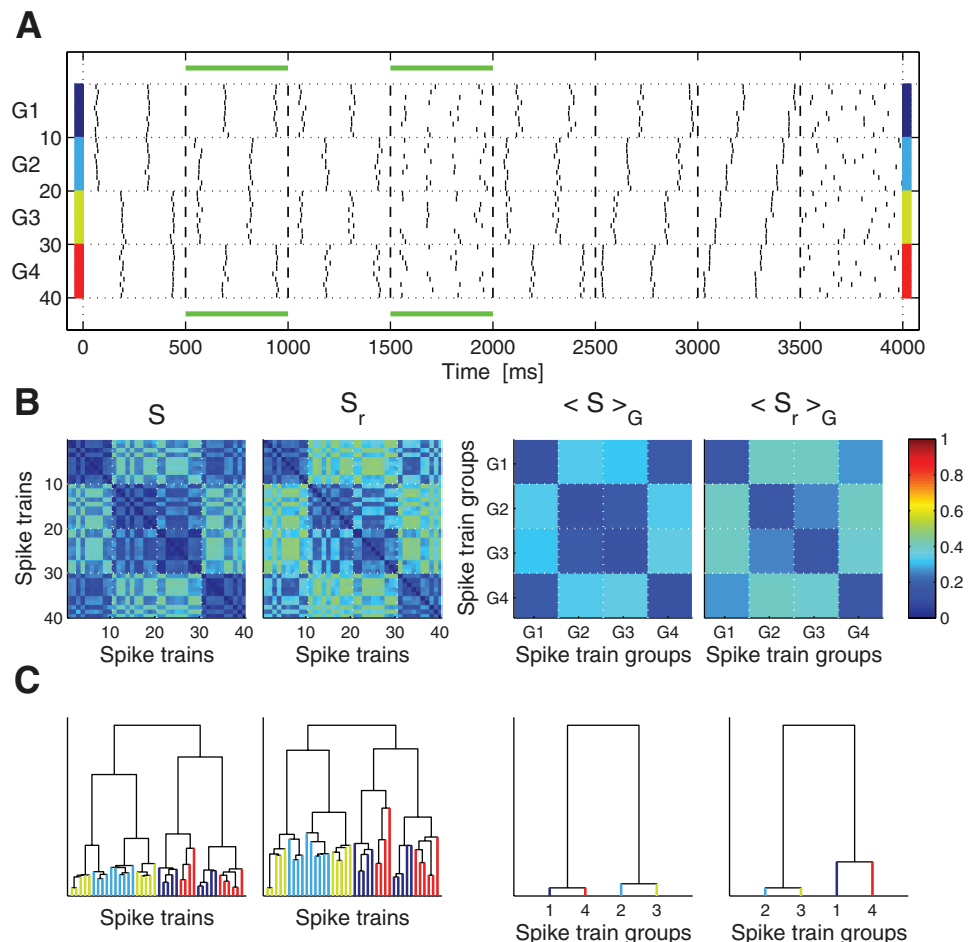 A
G1
10
G2
20
G3
30
G4
40
0 500 1000 1500 2000 2500 3000 3500 4000
Time [ms]
B
S
S_r
< S >_G
< S_r >_G
Spike trains
10
20
30
40
10 20 30 40
Spike trains
10 20 30 40
Spike trains
Spike train groups
G1
G2
G3
G4
G1 G2 G3 G4
Spike train groups
G1 G2 G3 G4
Spike train groups
1
0.8
0.6
0.4
0.2
0
C
Spike trains
Spike trains
1 4 2 3
Spike train groups
2 3 1 4
Spike train groups